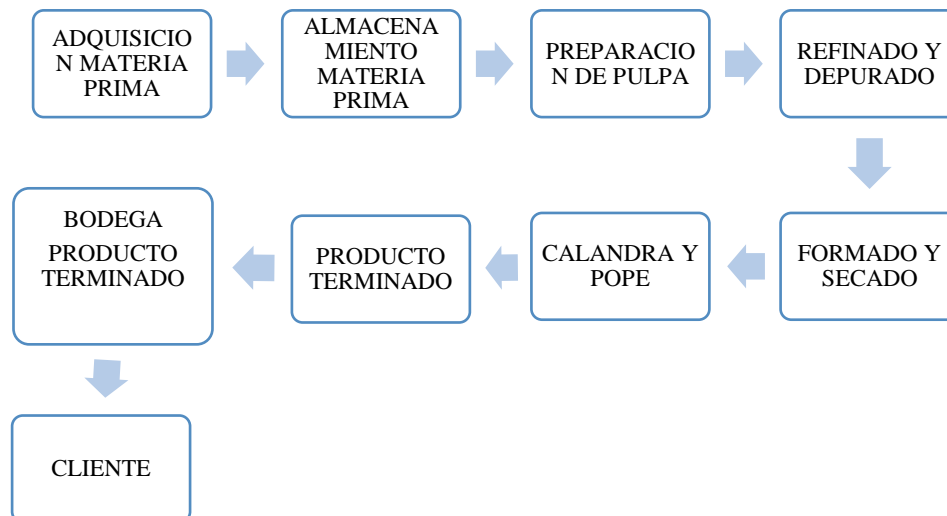 ADQUISICIO
N MATERIA
PRIMA
ALMACENA
MIENTO
MATERIA
PRIMA
PREPARACIO
N DE PULPA
REFINADO Y
DEPURADO
FORMADO Y
SECADO
CALANDRA Y
POPE
PRODUCTO
TERMINADO
BODEGA
PRODUCTO
TERMINADO
CLIENTE